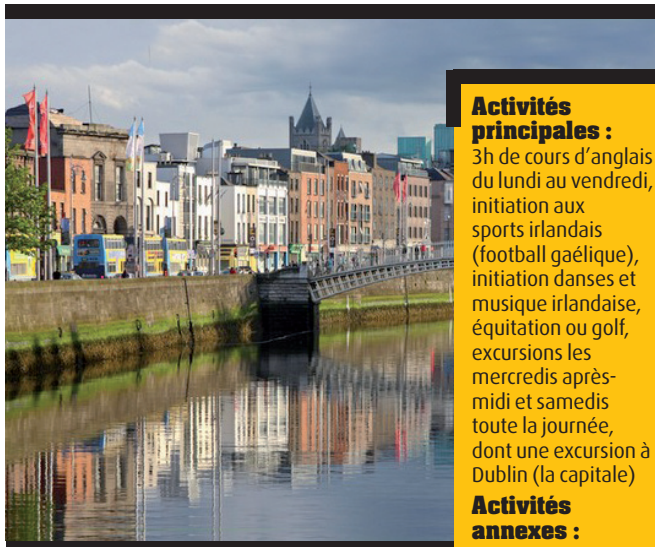 Activités
principales :
3h de cours d’anglais
du lundi au vendredi,
initiation aux
sports irlandais
(football gaélique),
initiation danses et
musique irlandaise,
équitation ou golf,
excursions les
mercredis après-
midi et samedis
toute la journée,
dont une excursion à
Dublin (la capitale)
Activités
annexes :